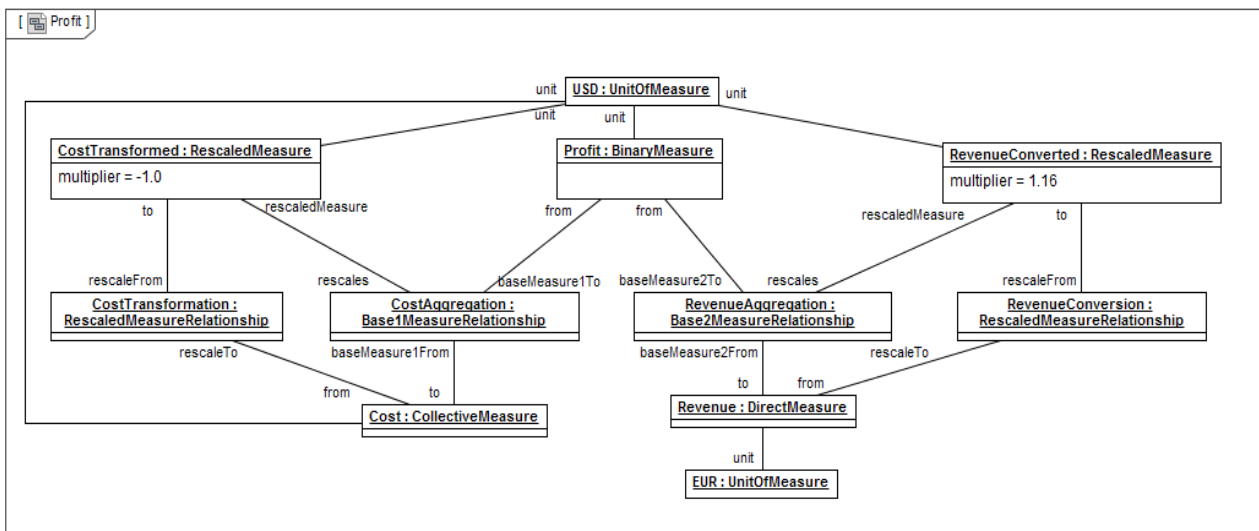 [ Profit ]
unit
USD : UnitOfMeasure
unit
unit
unit
CostTransformed : RescaledMeasure
multiplier = -1.0
Profit : BinaryMeasure
RevenueConverted : RescaledMeasure
multiplier = 1.16
to
rescaledMeasure
from
from
rescaledMeasure
to
rescaleFrom
rescales
baseMeasure1To
baseMeasure2To
rescales
rescaleFrom
CostTransformation :
RescaledMeasureRelationship
CostAggregation :
Base1MeasureRelationship
RevenueAggregation :
Base2MeasureRelationship
RevenueConversion :
RescaledMeasureRelationship
rescaleTo
baseMeasure1From
baseMeasure2From
rescaleTo
from
to
to
from
Cost : CollectiveMeasure
Revenue : DirectMeasure
unit
EUR : UnitOfMeasure